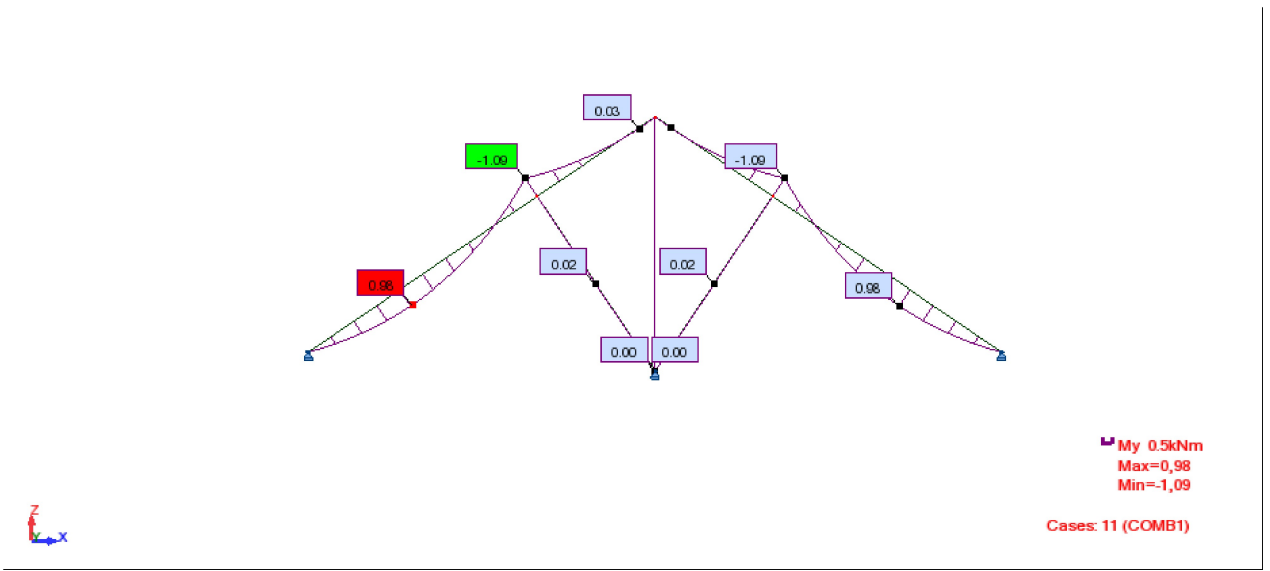 0.03
-1.09
-1.09
0.02
0.02
0.98
0.98
0.00
0.00
My 0.5kNm
Max=0,98
Min=-1,09
Cases: 11 (COMB1)
Z
Y
X